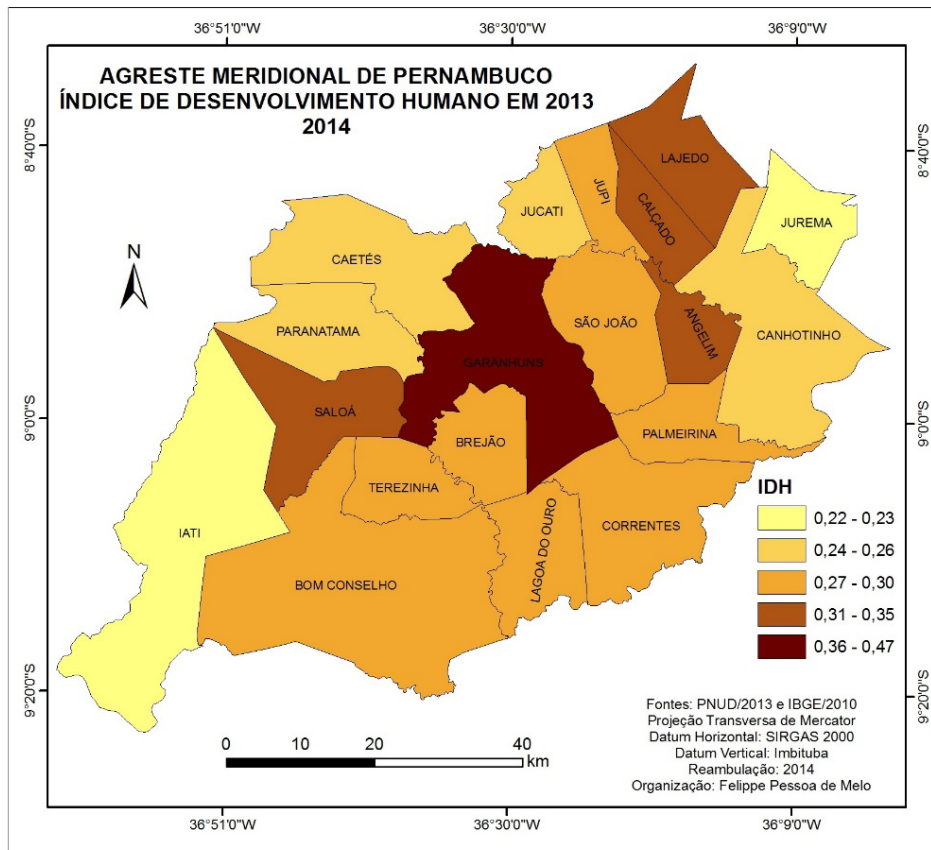 36°51'0"W 36°30'0"W 36°9'0"W
AGRESTE MERIDIONAL DE PERNAMBUCO
ÍNDICE DE DESENVOLVIMENTO HUMANO EM 2013
2014
8°40'0"S
8°40'0"S
LAJEDO
JUPI
JUCATI
CALÇADO
JUREMA
N
CAETÉS
PARANATAMA
SÃO JOÃO
ANGELIM
CANHOTINHO
GARANHUNS
SALOÁ
9°0'0"S
9°0'0"S
BREJÃO
PALMEIRINA
TEREZINHA
IATI
BOM CONSELHO
LAGOA DO OURO
CORRENTES
IDH
0,22 - 0,23
0,24 - 0,26
0,27 - 0,30
0,31 - 0,35
0,36 - 0,47
9°20'0"S
9°20'0"S
Fontes: PNUD/2013 e IBGE/2010
Projeção Transversa de Mercator
Datum Horizontal: SIRGAS 2000
Datum Vertical: Imbituba
Reambulação: 2014
Organização: Felippe Pessoa de Melo
0 10 20 40
km
36°51'0"W 36°30'0"W 36°9'0"W